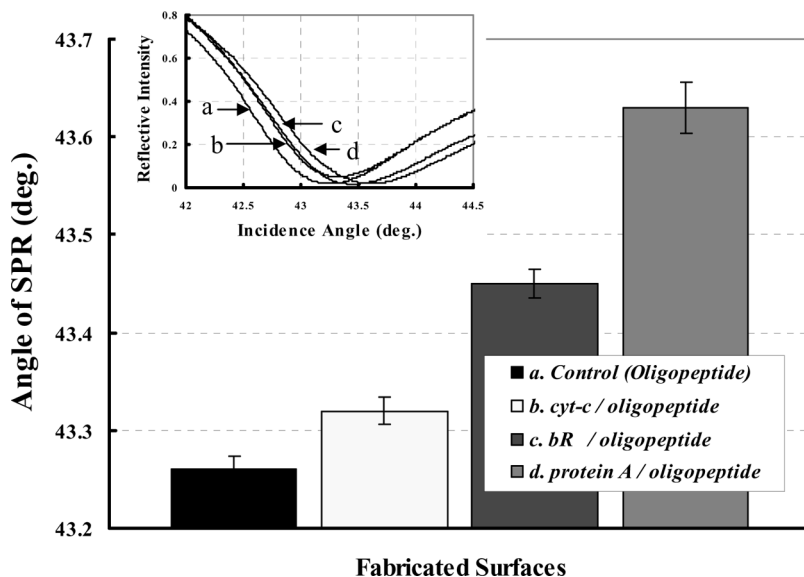 43.7
43.6
43.5
43.4
43.3
43.2
Angle of SPR (deg.)
0.8
0.6
0.4
0.2
0
Reflective Intensity
a
b
c
d
42 42.5 43 43.5 44 44.5
Incidence Angle (deg.)
a. Control (Oligopeptide)
b. cyt-c / oligopeptide
c. bR / oligopeptide
d. protein A / oligopeptide
Fabricated Surfaces